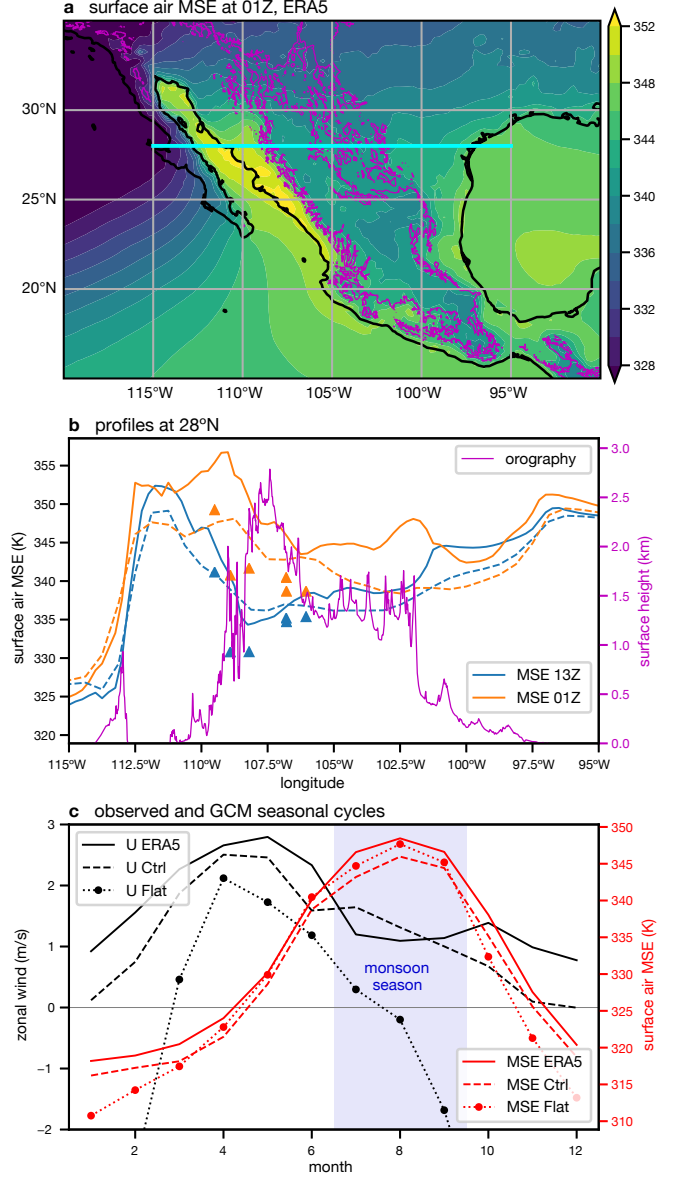 a surface air MSE at 01Z, ERA5
30°N
25°N
20°N
115°W 110°W 105°W 100°W 95°W
352
348
344
340
336
332
328
b profiles at 28ºN
surface air MSE (K)
355
350
345
340
335
330
325
320
orography
MSE 13Z
MSE 01Z
3.0
2.5
2.0
1.5
1.0
0.5
0.0
surface height (km)
115°W 112.5°W 110°W 107.5°W 105°W 102.5°W 100°W 97.5°W 95°W
longitude
c observed and GCM seasonal cycles
zonal wind (m/s)
3
2
1
0
−1
−2
U ERA5
U Ctrl
U Flat
monsoon
season
MSE ERA5
MSE Ctrl
MSE Flat
350
345
340
335
330
325
320
315
310
surface air MSE (K)
2 4 6 8 10 12
month